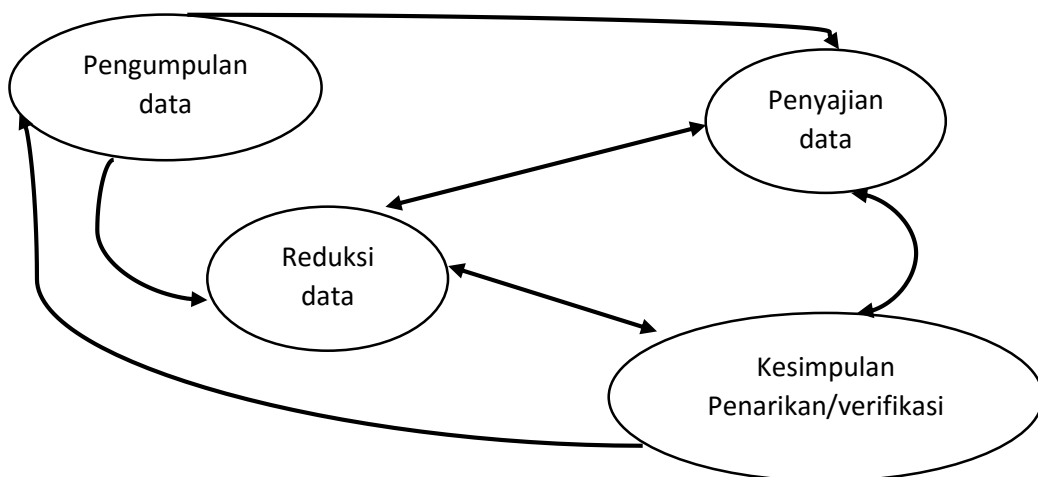 Pengumpulan
data
Penyajian
data
Reduksi
data
Kesimpulan
Penarikan/verifikasi